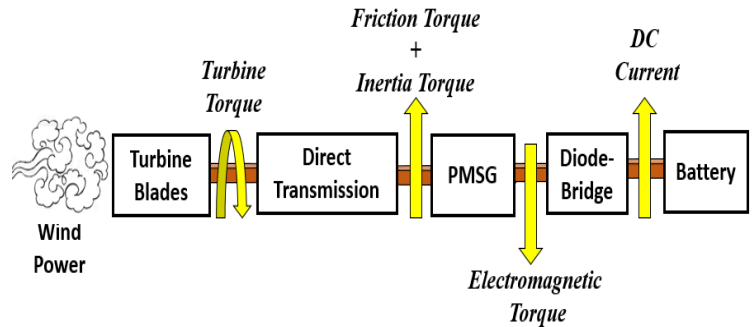 Friction Torque
+
Inertia Torque
DC
Current
Turbine
Torque
Turbine
Blades
Direct
Transmission
PMSG
Diode-
Bridge
Battery
Wind
Power
Electromagnetic
Torque